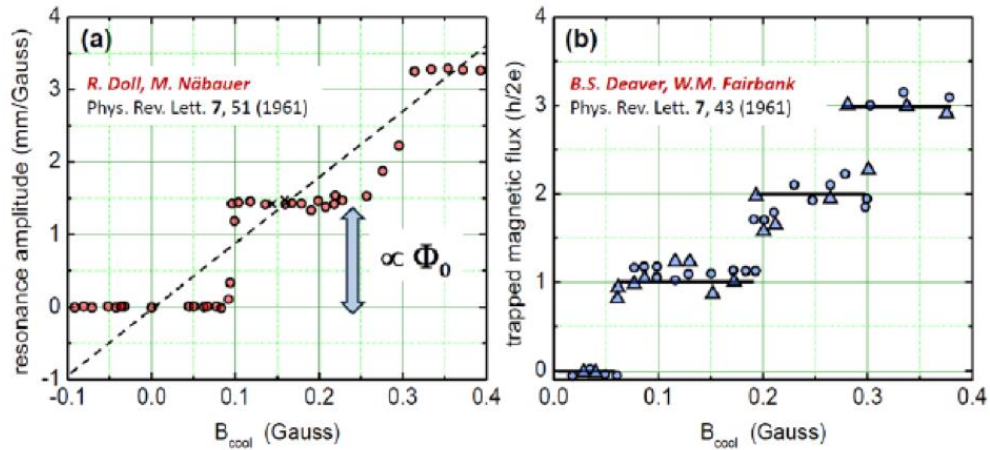 (a)
R. Doll, M. Näbauer
Phys. Rev. Lett. 7, 51 (1961)
∝ Φ0
resonance amplitude (mm/Gauss)
4
3
2
1
0
-1
-0.1 0.0 0.1 0.2 0.3 0.4
Bcool (Gauss)
(b)
B.S. Deaver, W.M. Fairbank
Phys. Rev. Lett. 7, 43 (1961)
trapped magnetic flux (h/2e)
4
3
2
1
0
0.1 0.2 0.3 0.4
Bcool (Gauss)